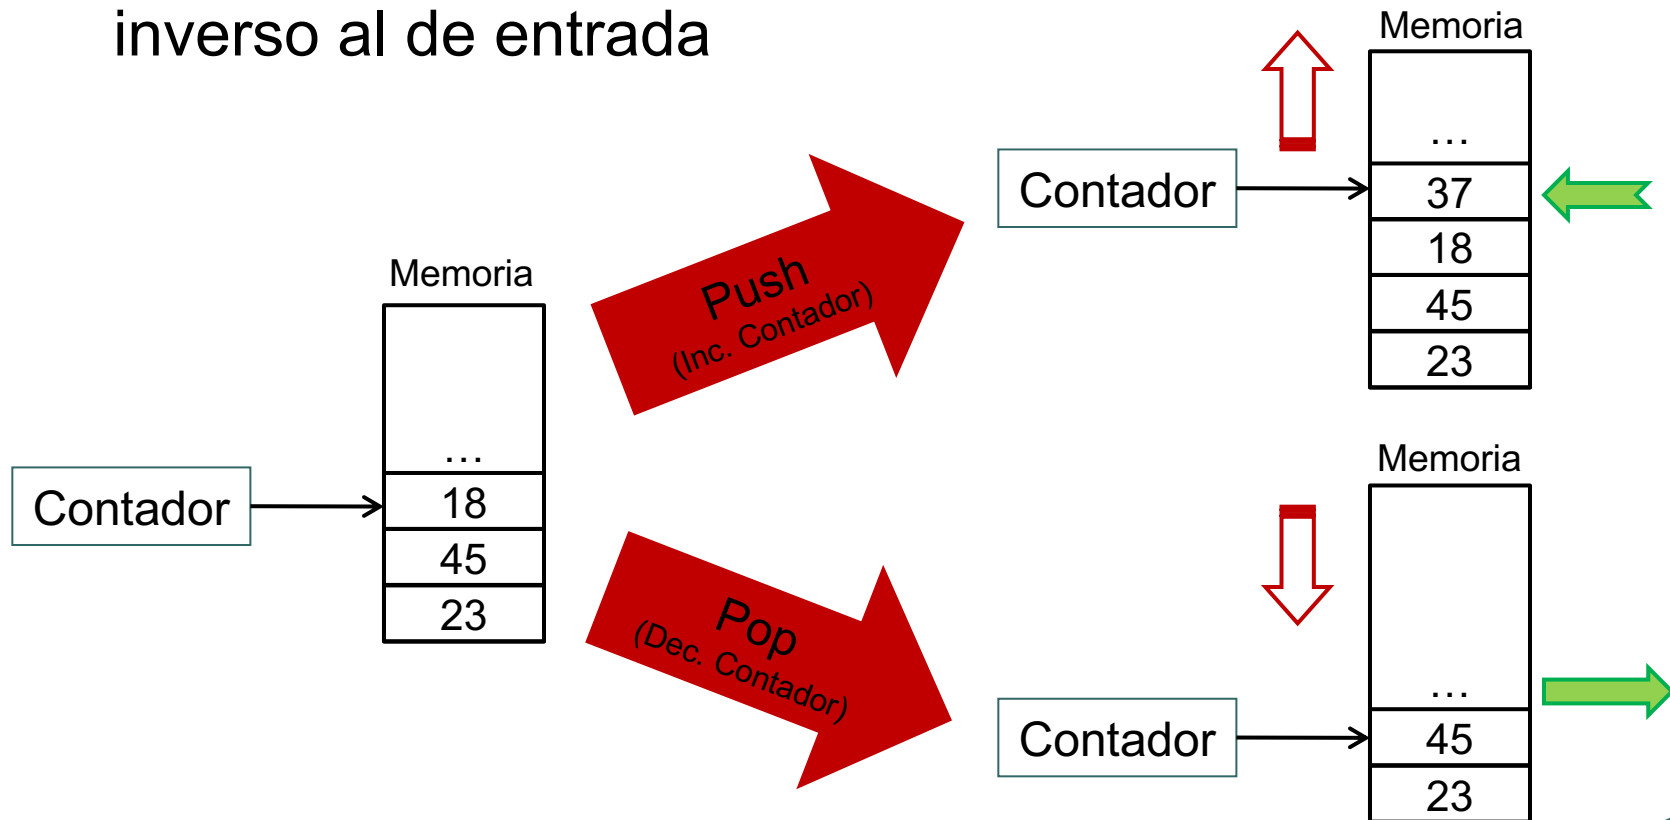 inverso al de entrada
Memoria
…
18
45
23
Contador
Push
(Inc. Contador)
Pop
(Dec. Contador)
Memoria
…
37
18
45
23
Contador
Memoria
…
45
23
Contador